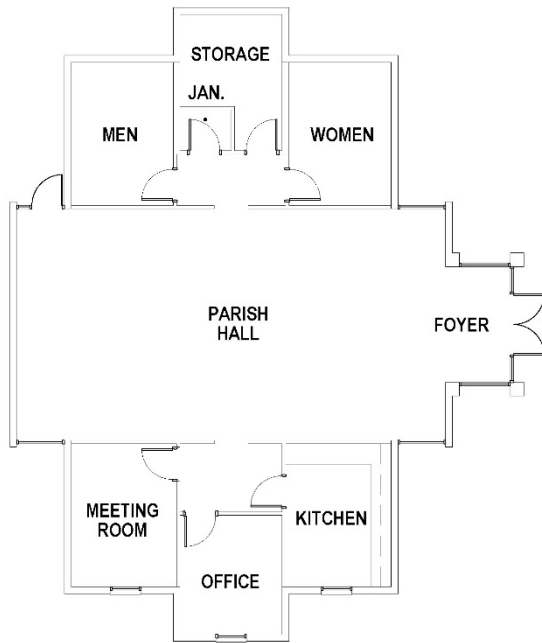 STORAGE
JAN.
MEN
WOMEN
PARISH
HALL
FOYER
MEETING
ROOM
KITCHEN
OFFICE